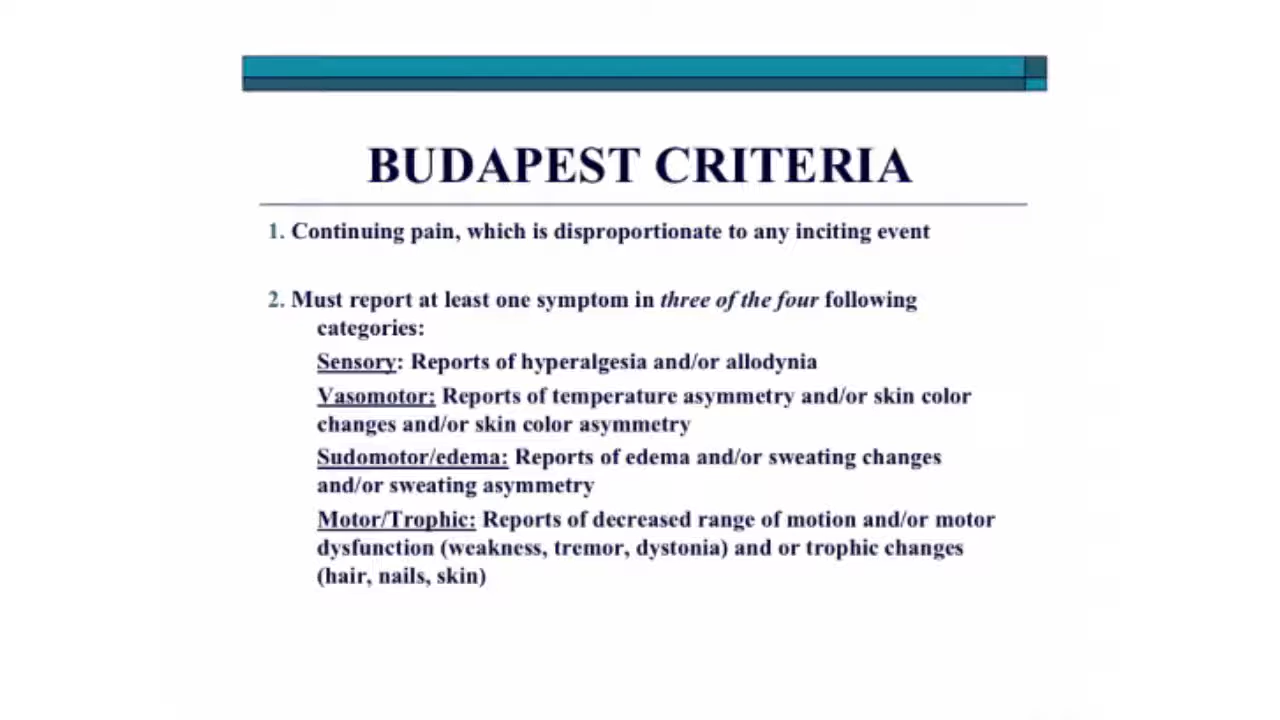 BUDAPEST CRITERIA
1. Continuing pain, which is disproportionate to any inciting event
2. Must report at least one symptom in three of the four following
categories:
Sensory: Reports of hyperalgesia and/or allodynia
Vasomotor: Reports of temperature asymmetry and/or skin color
changes and/or skin color asymmetry
Sudomotor/edema: Reports of edema and/or sweating changes
and/or sweating asymmetry
Motor/Trophic: Reports of decreased range of motion and/or motor
dysfunction (weakness, tremor, dystonia) and or trophic changes
(hair, nails, skin)